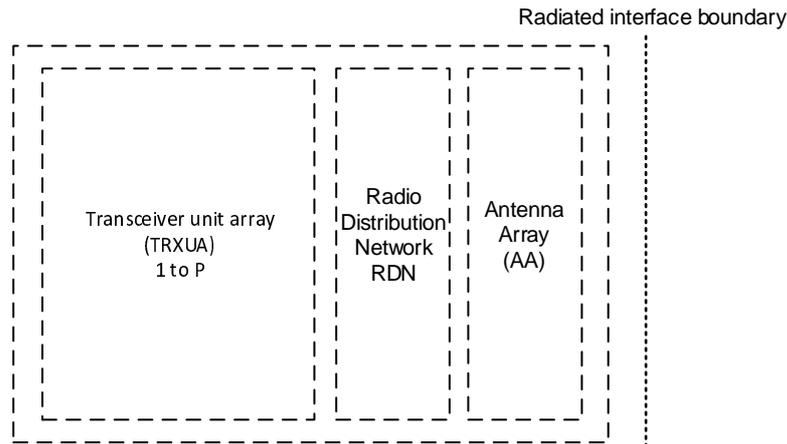 Radiated interface boundary
Transceiver unit array
(TRXUA)
1 to P
Radio
Distribution
Network
RDN
Antenna
Array
(AA)